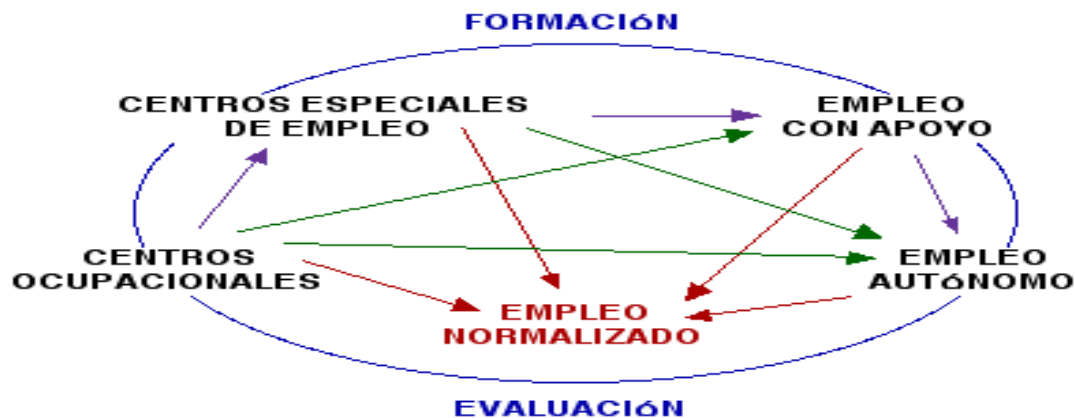 FORMACIóN
CENTROS ESPECIALES
DE EMPLEO
EMPLEO
CON APOYO
CENTROS
OCUPACIONALES
EMPLEO
AUTóNOMO
EMPLEO
NORMALIZADO
EVALUACIóN